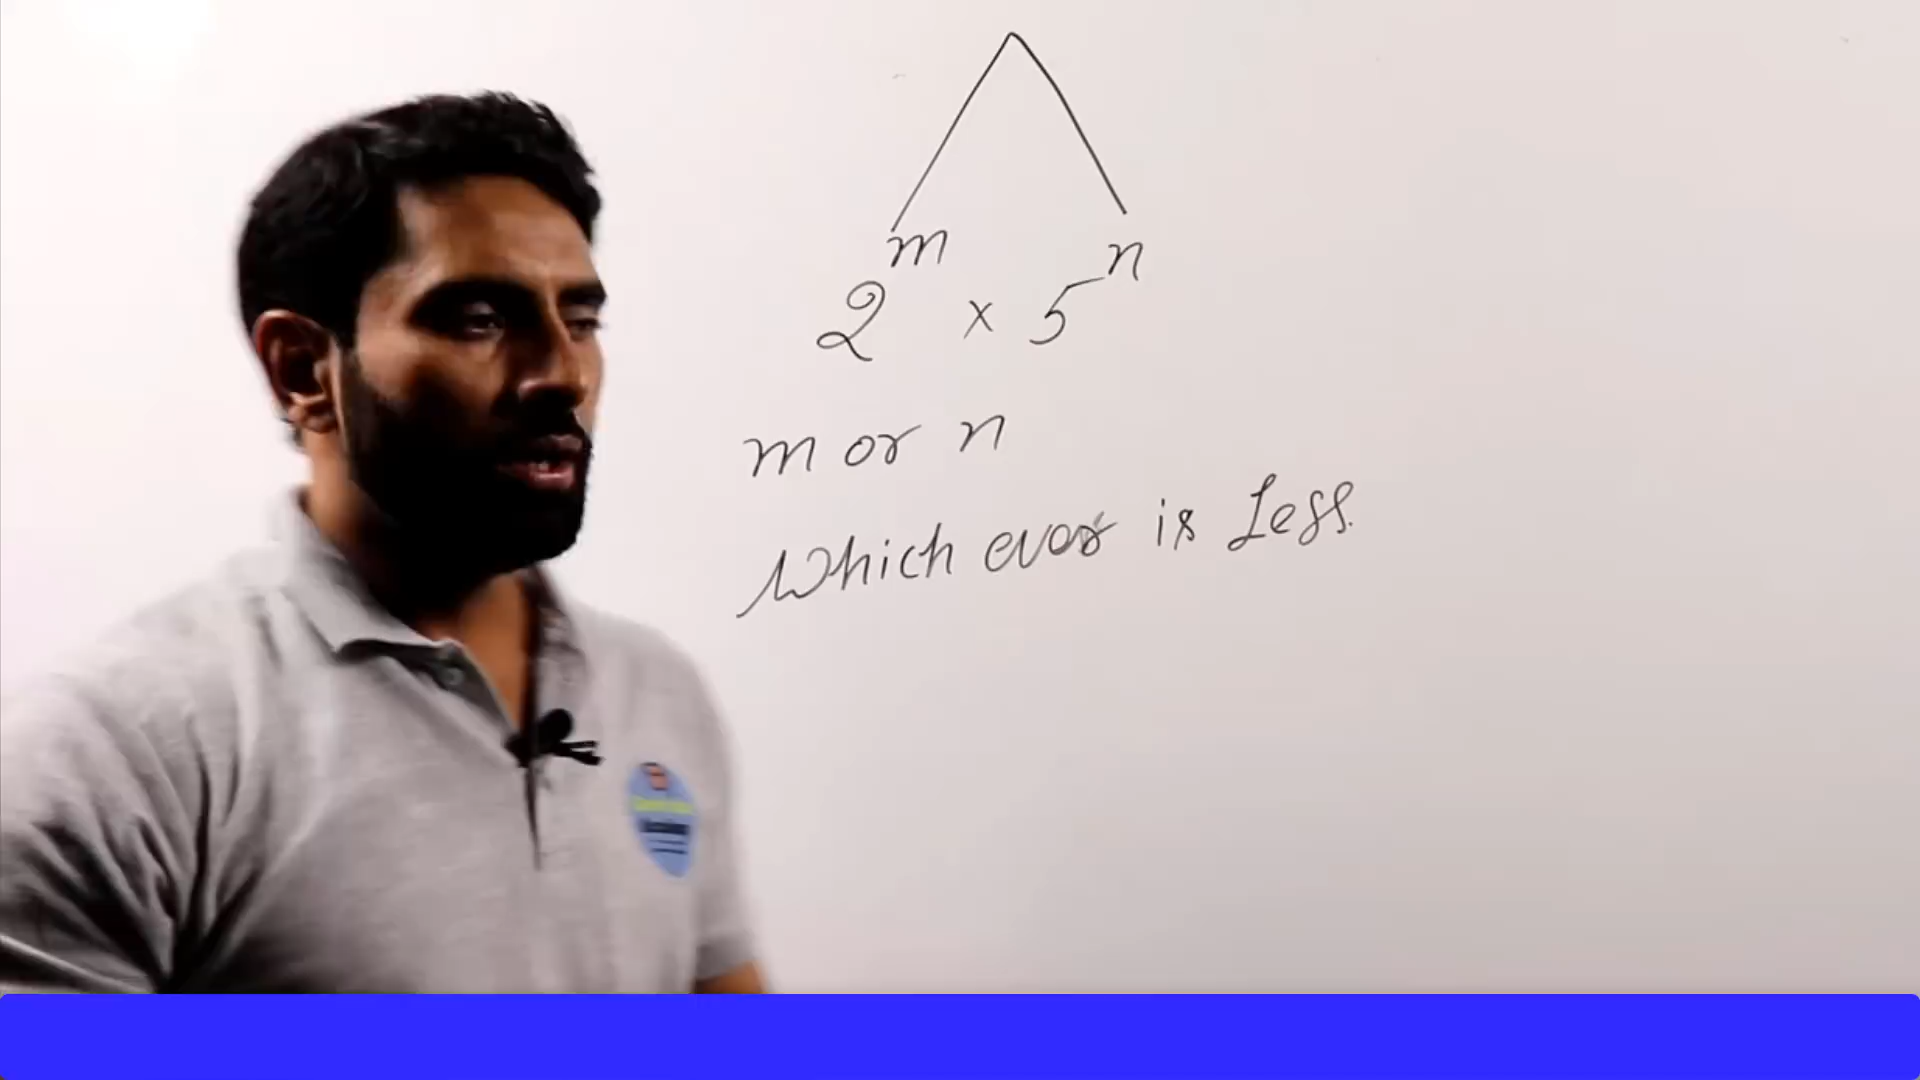 2^m × 5^n
m or n
Which ever is Less.